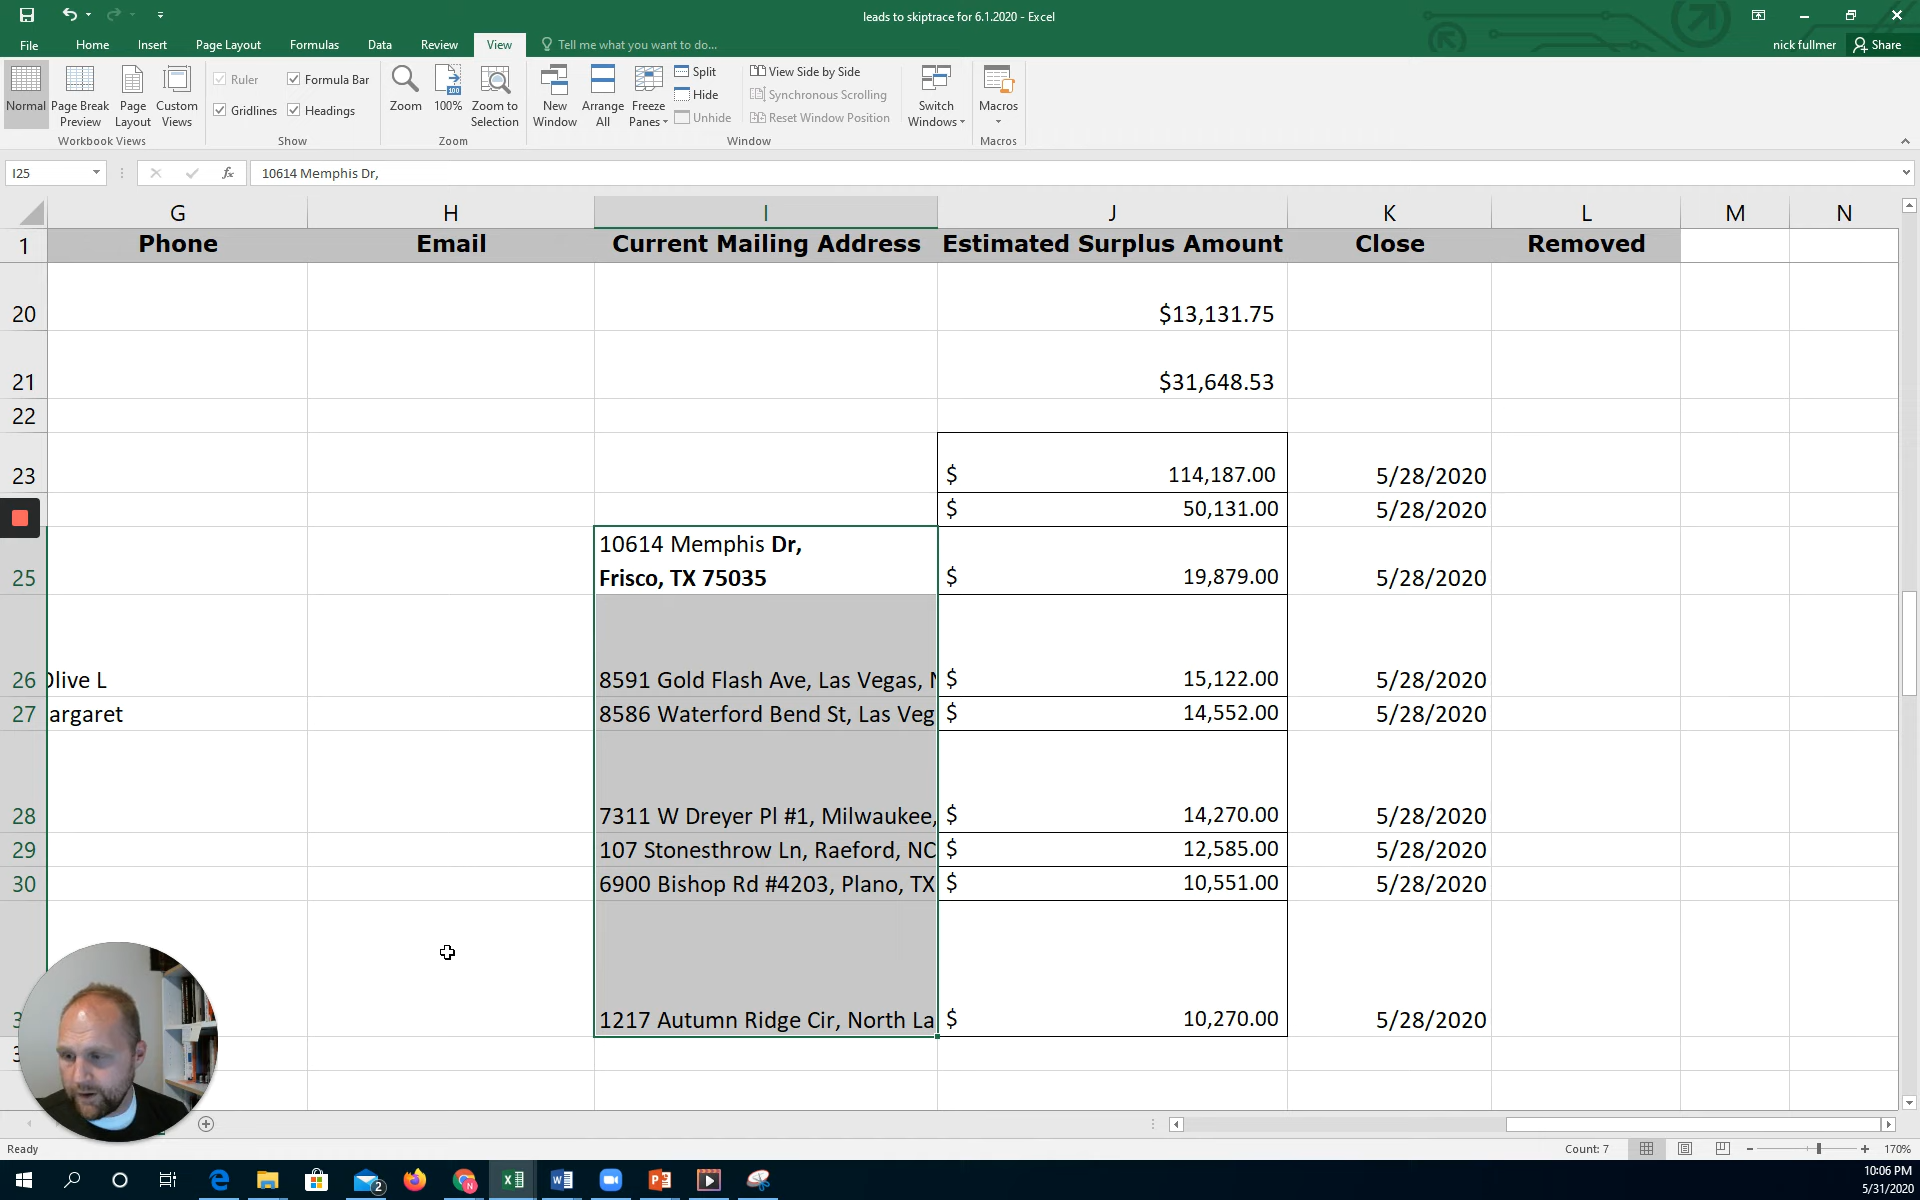 leads to skiptrace for 6.1.2020 - Excel
File Home Insert Page Layout Formulas Data Review View Tell me what you want to do... nick fullmer Share
Normal Page Break Preview Page Layout Custom Views
Workbook Views
Ruler Formula Bar
Gridlines Headings
Show
Zoom 100% Zoom to Selection
Zoom
New Window Arrange All Freeze Panes
Split
Hide
Unhide
View Side by Side
Synchronous Scrolling
Reset Window Position
Window
Switch Windows
Macros
Macros
I25 fx 10614 Memphis Dr,
G H I J K L M N
1 Phone Email Current Mailing Address Estimated Surplus Amount Close Removed
20 $13,131.75
21 $31,648.53
22
23 $ 114,187.00 5/28/2020
$ 50,131.00 5/28/2020
10614 Memphis Dr,
25 Frisco, TX 75035 $ 19,879.00 5/28/2020
26 Olive L 8591 Gold Flash Ave, Las Vegas, $ 15,122.00 5/28/2020
27 argaret 8586 Waterford Bend St, Las Veg $ 14,552.00 5/28/2020
28 7311 W Dreyer Pl #1, Milwaukee, $ 14,270.00 5/28/2020
29 107 Stonesthrow Ln, Raeford, NC $ 12,585.00 5/28/2020
30 6900 Bishop Rd #4203, Plano, TX $ 10,551.00 5/28/2020
1217 Autumn Ridge Cir, North La $ 10,270.00 5/28/2020
Ready Count: 7 170%
2
10:06 PM
5/31/2020